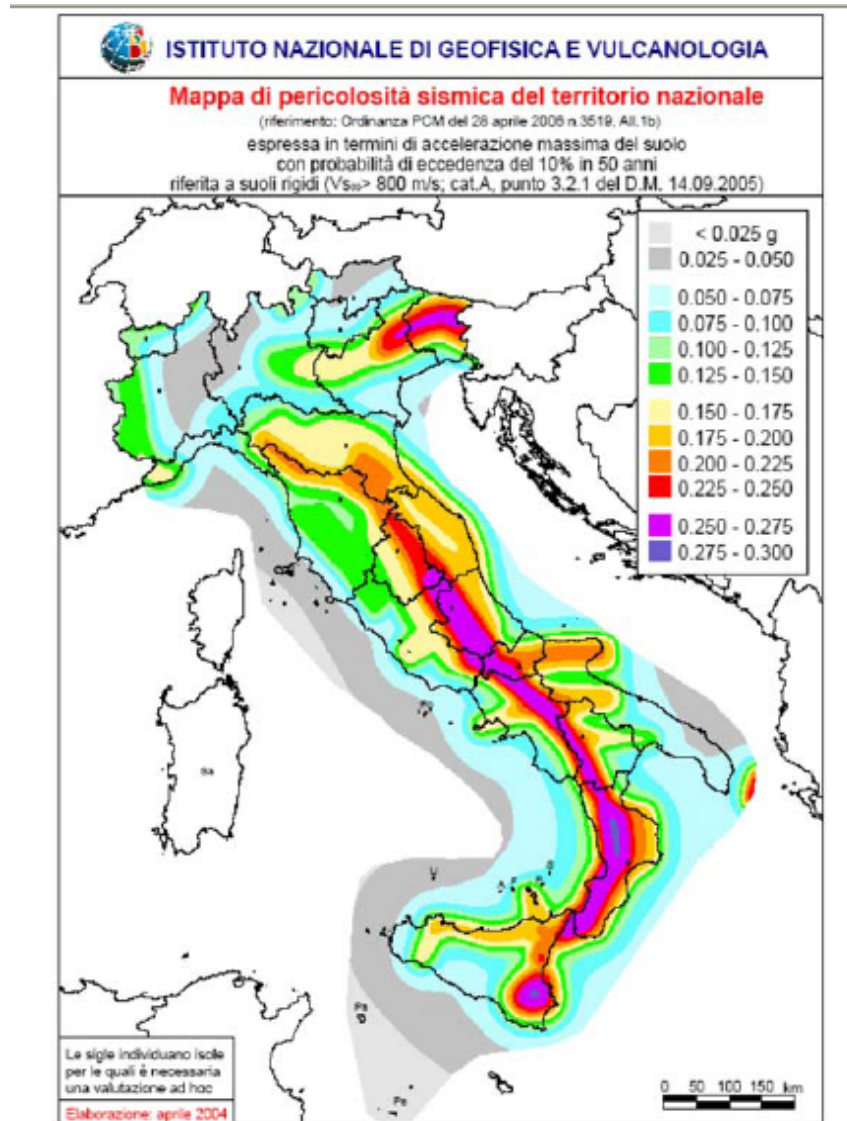 ISTITUTO NAZIONALE DI GEOFISICA E VULCANOLOGIA
Mappa di pericolosità sismica del territorio nazionale
(riferimento: Ordinanza PCM del 28 aprile 2006 n.3519, All.1b)
espressa in termini di accelerazione massima del suolo
con probabilità di eccedenza del 10% in 50 anni
riferita a suoli rigidi (Vs₃₀> 800 m/s; cat.A, punto 3.2.1 del D.M. 14.09.2005)
< 0.025 g
0.025 - 0.050
0.050 - 0.075
0.075 - 0.100
0.100 - 0.125
0.125 - 0.150
0.150 - 0.175
0.175 - 0.200
0.200 - 0.225
0.225 - 0.250
0.250 - 0.275
0.275 - 0.300
Sa
U
A
Pa
Le sigle individuano isole
per le quali è necessaria
una valutazione ad hoc
Elaborazione: aprile 2004
0 50 100 150 km